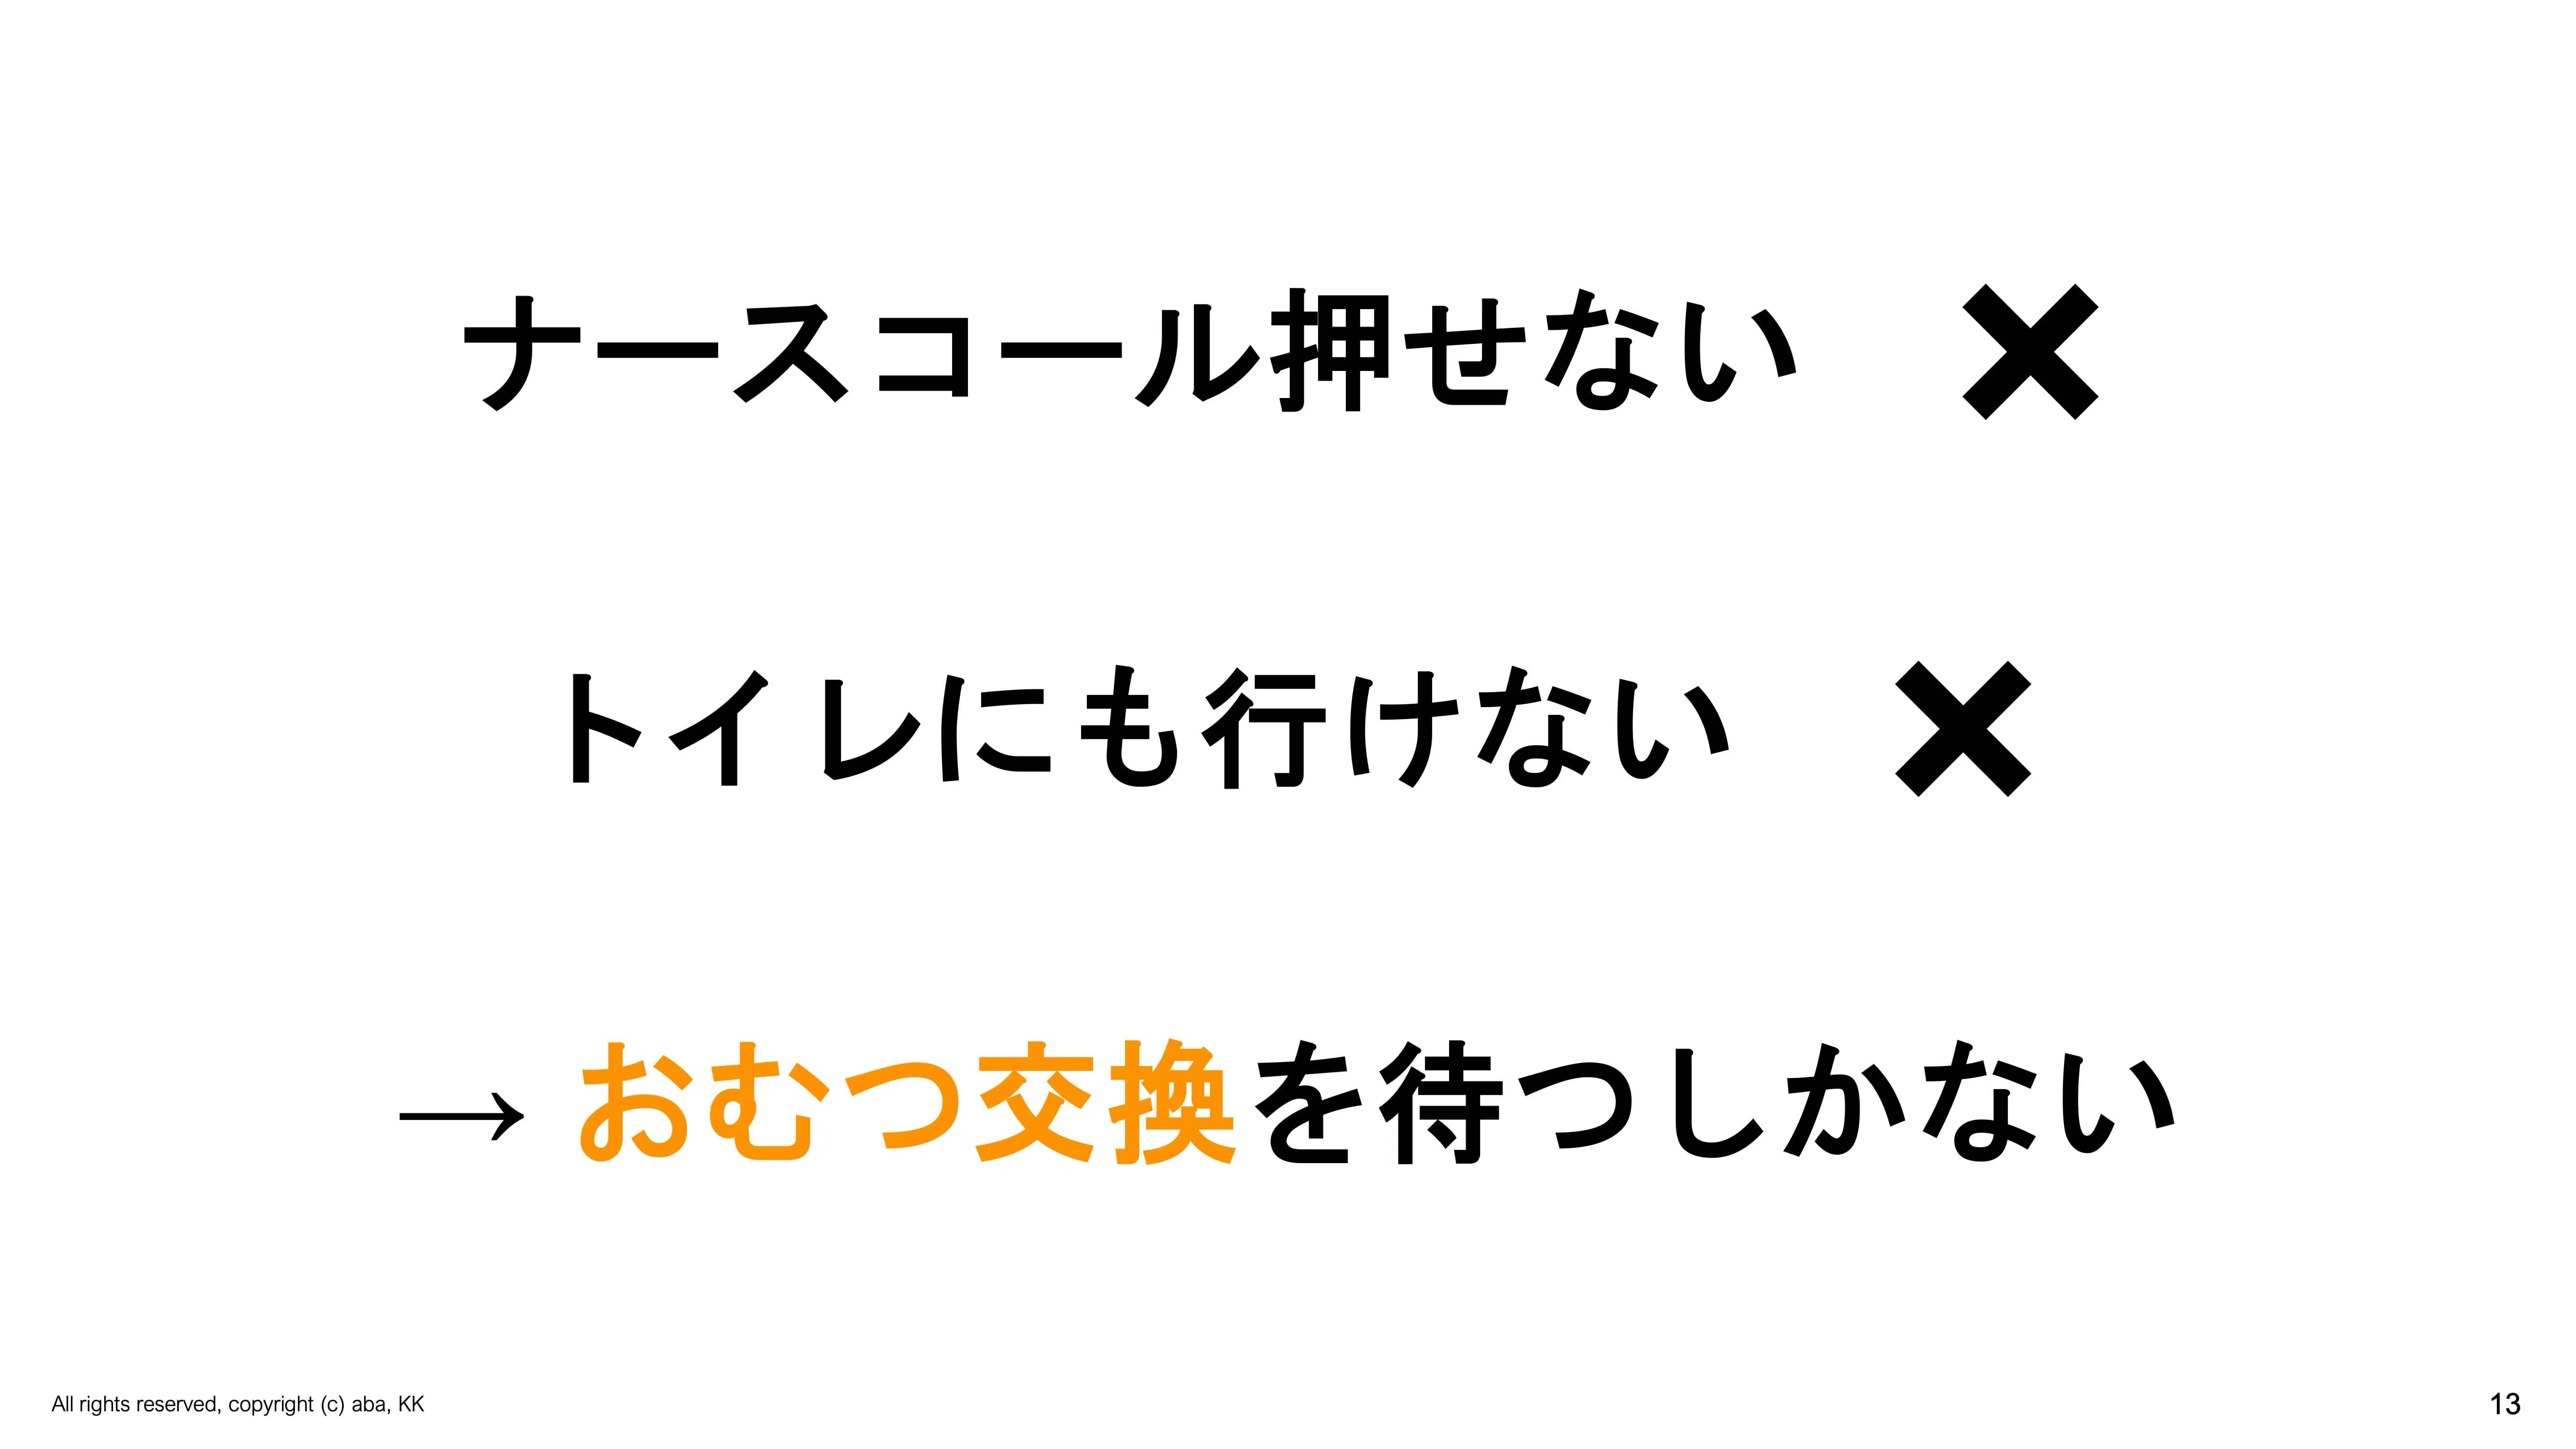 ナースコール押せない ✖
トイレにも行けない ✖
→ おむつ交換を待つしかない
All rights reserved, copyright (c) aba, KK
13